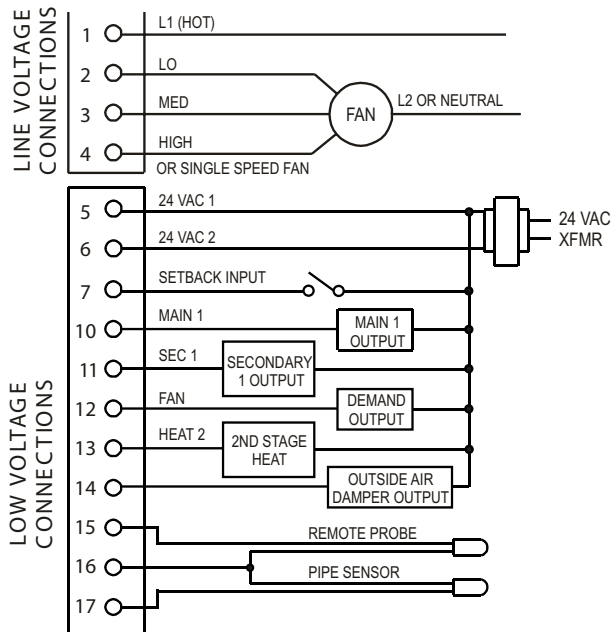 LINE VOLTAGE
CONNECTIONS
1
L1 (HOT)
2
LO
3
MED
4
HIGH
OR SINGLE SPEED FAN
FAN
L2 OR NEUTRAL
LOW VOLTAGE
CONNECTIONS
5
24 VAC 1
6
24 VAC 2
24 VAC
XFMR
7
SETBACK INPUT
10
MAIN 1
MAIN 1
OUTPUT
11
SEC 1
SECONDARY
1 OUTPUT
12
FAN
DEMAND
OUTPUT
13
HEAT 2
2ND STAGE
HEAT
14
OUTSIDE AIR
DAMPER OUTPUT
15
REMOTE PROBE
16
PIPE SENSOR
17